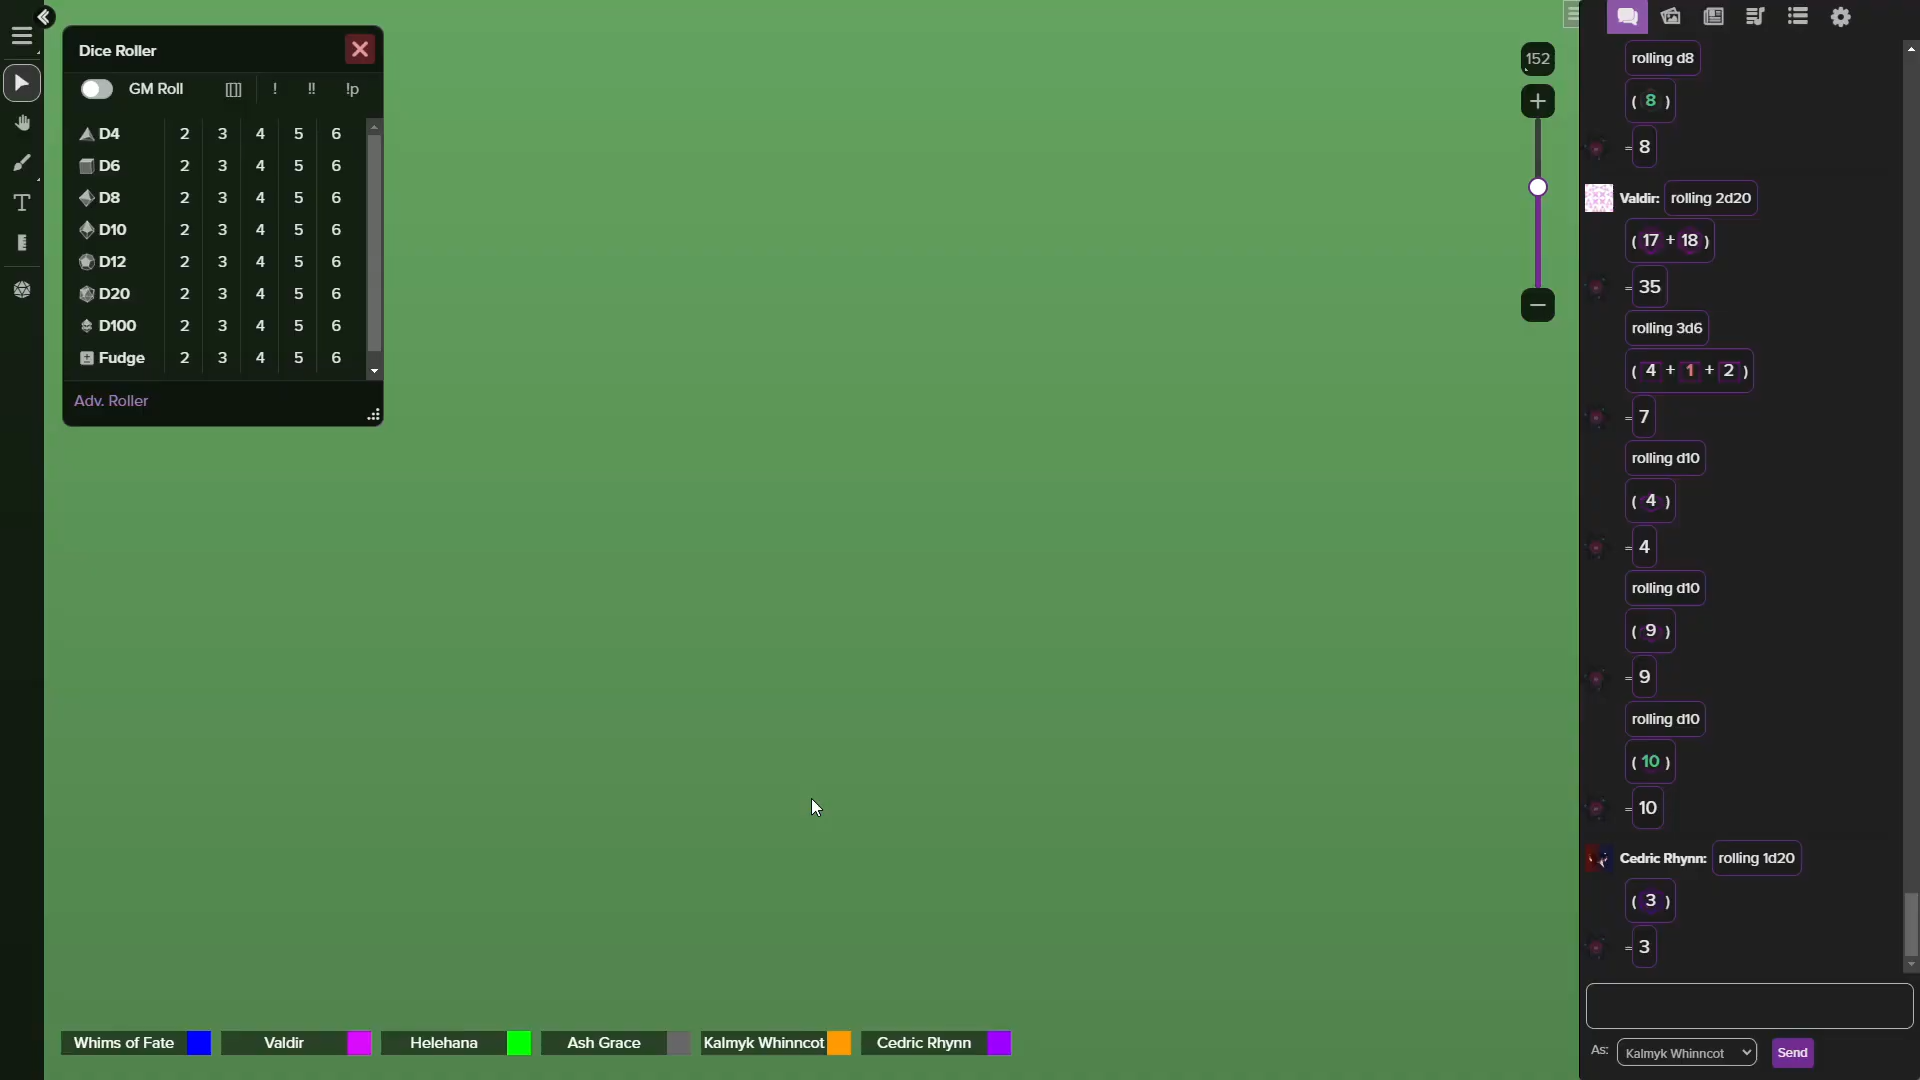 Dice Roller
GM Roll [[]] ! !! !p
D4 2 3 4 5 6
D6 2 3 4 5 6
D8 2 3 4 5 6
D10 2 3 4 5 6
D12 2 3 4 5 6
D20 2 3 4 5 6
D100 2 3 4 5 6
Fudge 2 3 4 5 6
Adv. Roller
152
rolling d8
( 8 )
= 8
Valdir: rolling 2d20
( 17 + 18 )
= 35
rolling 3d6
( 4 + 1 + 2 )
= 7
rolling d10
( 4 )
= 4
rolling d10
( 9 )
= 9
rolling d10
( 10 )
= 10
Cedric Rhynn: rolling 1d20
( 3 )
= 3
As: Kalmyk Whinncot Send
Whims of Fate Valdir Helehana Ash Grace Kalmyk Whinncot Cedric Rhynn